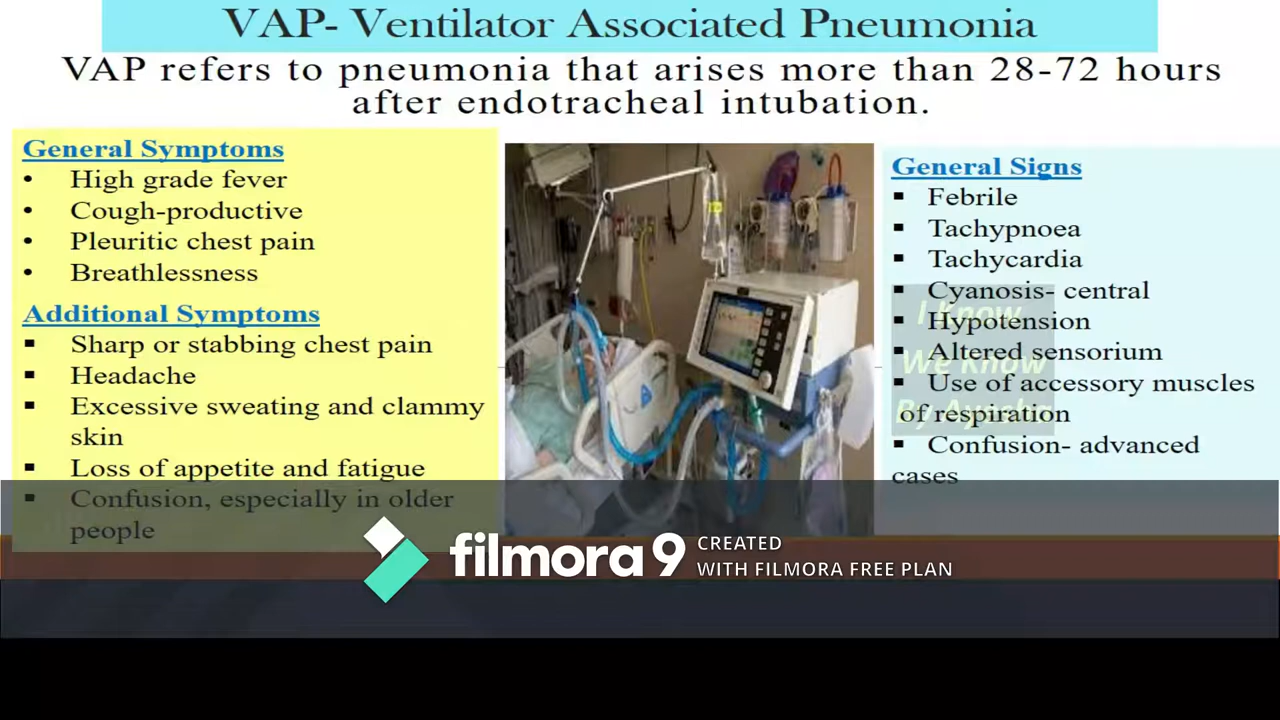 VAP- Ventilator Associated Pneumonia
VAP refers to pneumonia that arises more than 28-72 hours
after endotracheal intubation.
General Symptoms
• High grade fever
• Cough-productive
• Pleuritic chest pain
• Breathlessness
Additional Symptoms
▪ Sharp or stabbing chest pain
▪ Headache
▪ Excessive sweating and clammy
skin
▪ Loss of appetite and fatigue
▪ Confusion, especially in older
people
General Signs
▪ Febrile
▪ Tachypnoea
▪ Tachycardia
▪ Cyanosis- central
▪ Hypotension
▪ Altered sensorium
▪ Use of accessory muscles
of respiration
▪ Confusion- advanced
cases
I Know
We Know
By
filmora 9
CREATED
WITH FILMORA FREE PLAN